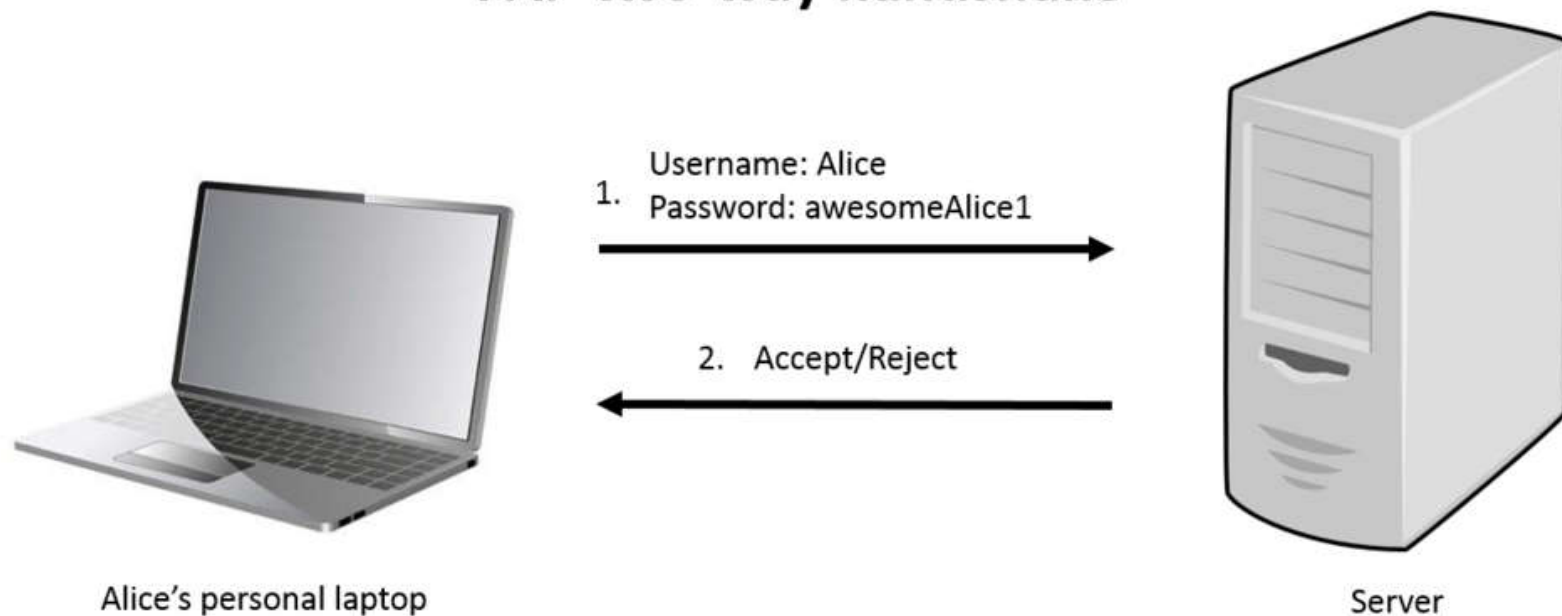 1. Username: Alice
Password: awesomeAlice1
2. Accept/Reject
Alice's personal laptop
Server